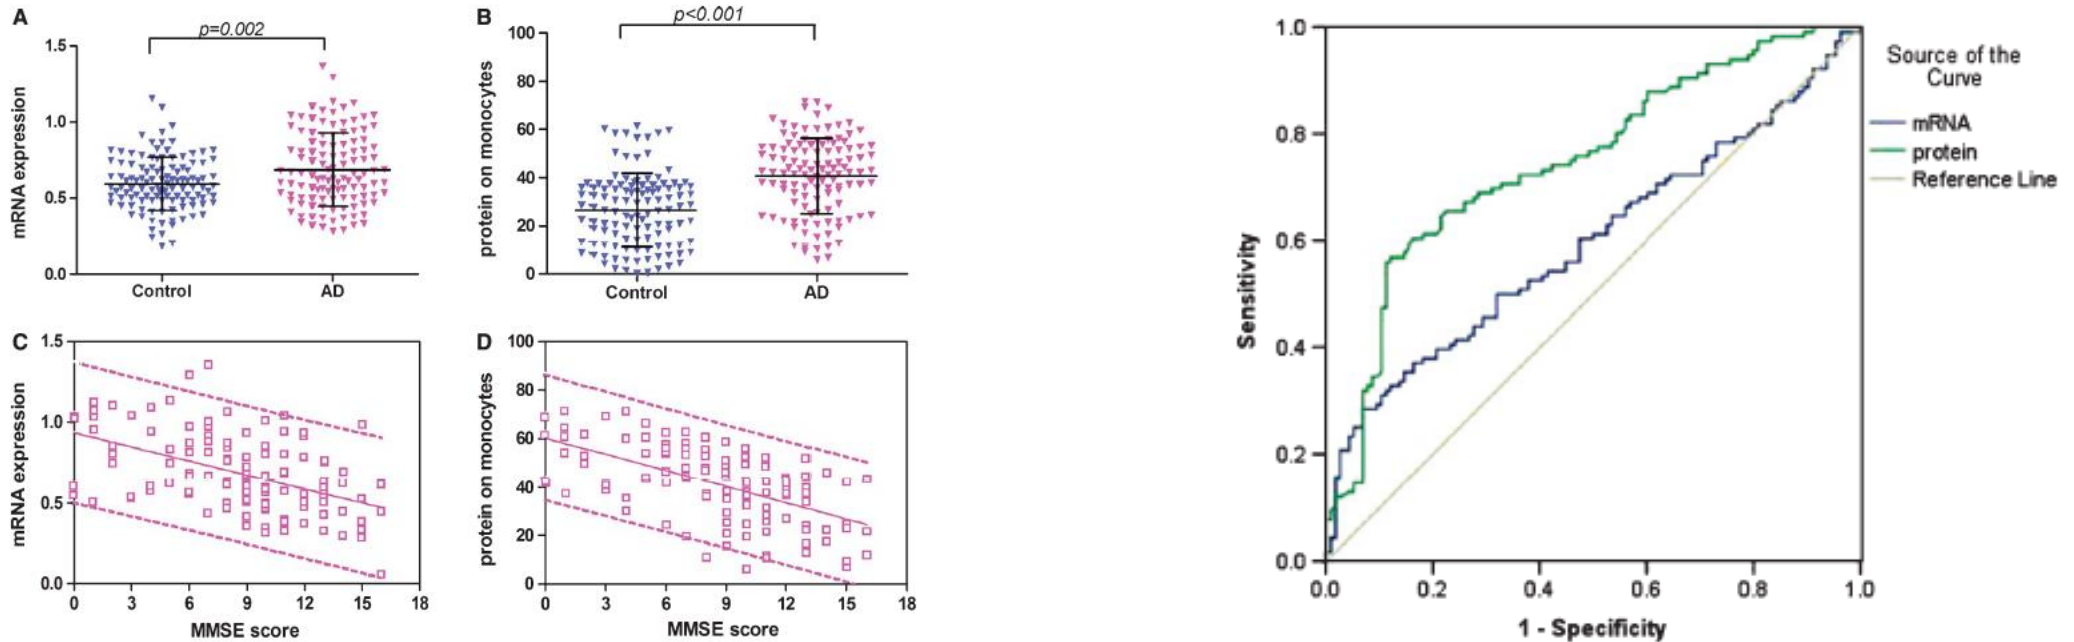 A
p=0.002
mRNA expression
1.5
1.0
0.5
0.0
Control
AD
B
p<0.001
protein on monocytes
100
80
60
40
20
0
Control
AD
C
mRNA expression
1.5
1.0
0.5
0.0
0
3
6
9
12
15
18
MMSE score
D
protein on monocytes
100
80
60
40
20
0
0
3
6
9
12
15
18
MMSE score
Sensitivity
1.0
0.8
0.6
0.4
0.2
0.0
0.0
0.2
0.4
0.6
0.8
1.0
1 - Specificity
Source of the
Curve
mRNA
protein
Reference Line